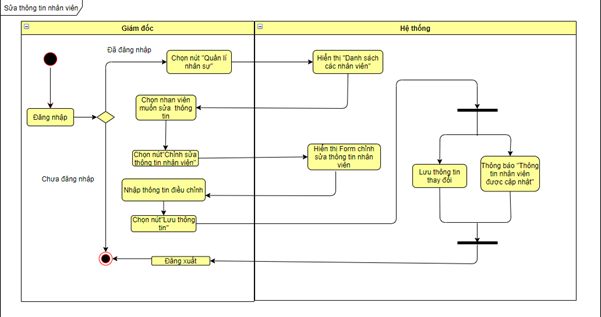 Sửa thông tin nhân viên
Giám đốc
Hệ thống
Đã đăng nhập
Chọn nút "Quản lí
nhân sự"
Hiển thị "Danh sách
các nhân viên"
Đăng nhập
Chọn nhan viên
muốn sửa thông
tin
Chọn nút"Chỉnh sửa
thông tin nhân viên"
Hiển thị Form chỉnh
sửa thông tin nhân
viên
Lưu thông tin
thay đổi
Thông báo "Thông
tin nhân viên
được cập nhật"
Chưa đăng nhập
Nhập thông tin điều chỉnh
Chọn nút"Lưu thông
tin"
Đăng xuất